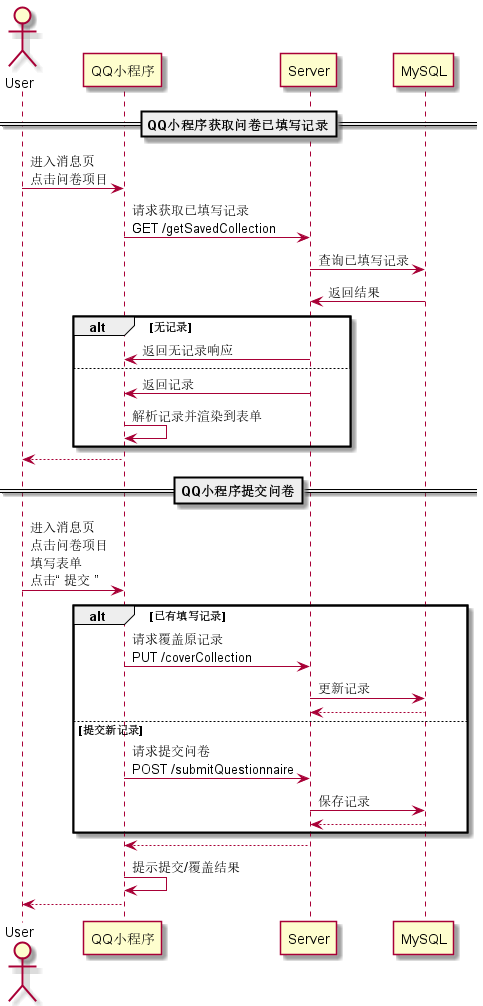 User
QQ小程序
Server
MySQL
QQ小程序获取问卷已填写记录
进入消息页
点击问卷项目
请求获取已填写记录
GET /getSavedCollection
查询已填写记录
返回结果
alt
[无记录]
返回无记录响应
返回记录
解析记录并渲染到表单
QQ小程序提交问卷
进入消息页
点击问卷项目
填写表单
点击“ 提交 ”
alt
[已有填写记录]
请求覆盖原记录
PUT /coverCollection
更新记录
[提交新记录]
请求提交问卷
POST /submitQuestionnaire
保存记录
提示提交/覆盖结果
User
QQ小程序
Server
MySQL